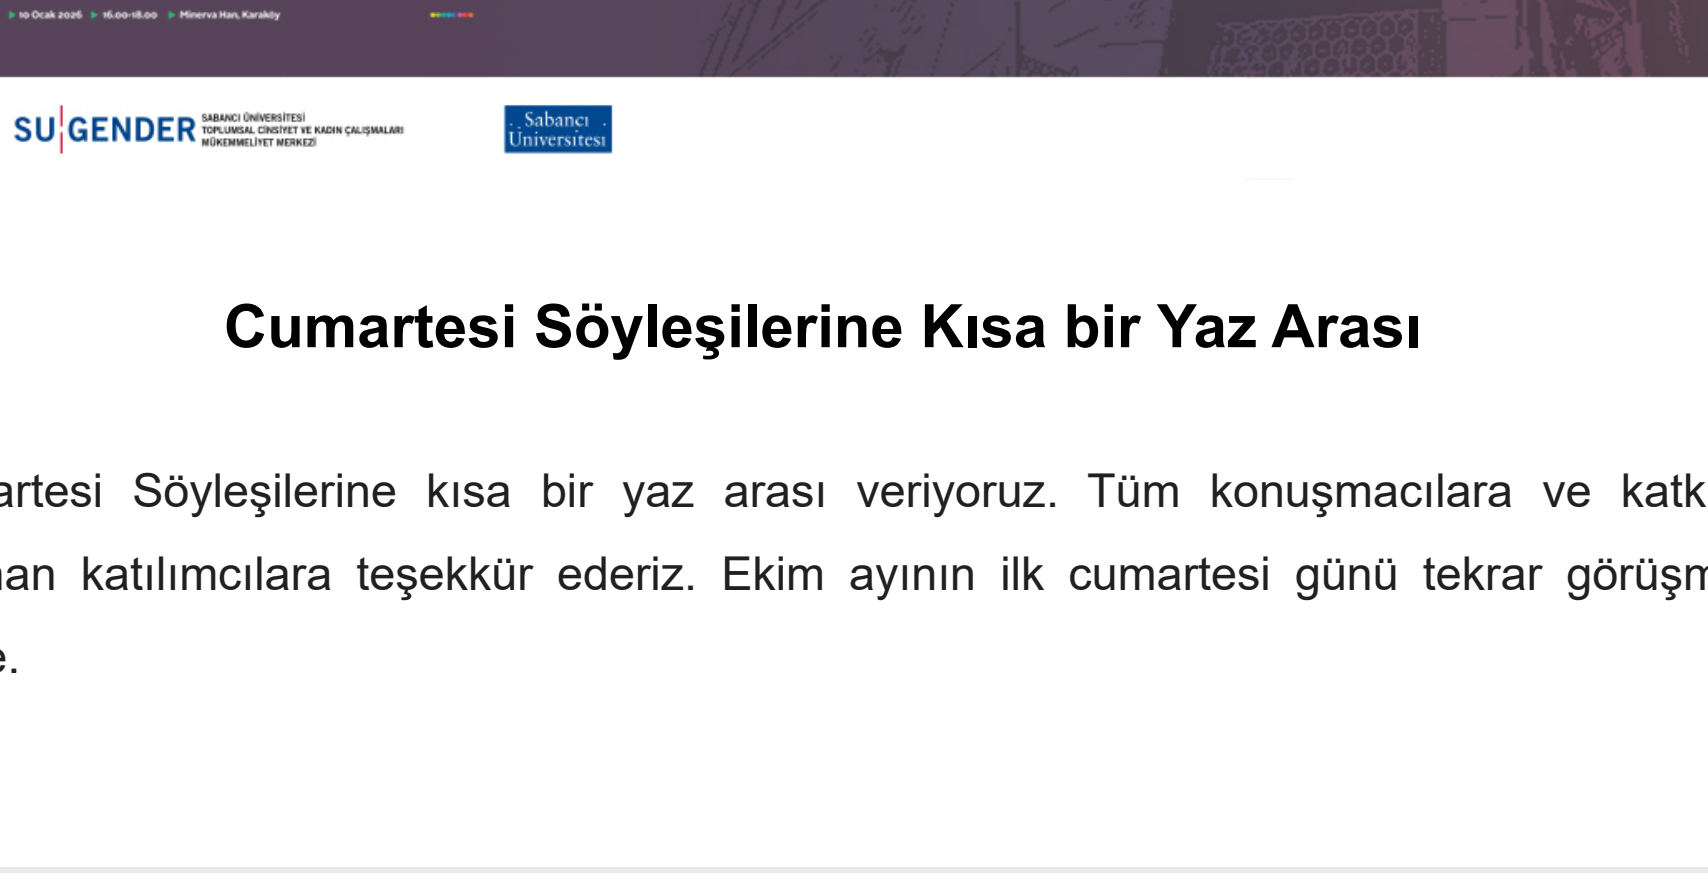 10 Ocak 2026 16.00-18.00 Minerva Han, Karaköy
SU GENDER
SABANCI ÜNİVERSİTESİ
TOPLUMSAL CİNSİYET VE KADIN ÇALIŞMALARI
MÜKEMMELİYET MERKEZİ
Sabancı
Üniversitesi
Cumartesi Söyleşilerine Kısa bir Yaz Arası
artesi Söyleşilerine kısa bir yaz arası veriyoruz. Tüm konuşmacılara ve katk
nan katılımcılara teşekkür ederiz. Ekim ayının ilk cumartesi günü tekrar görüşm
e.